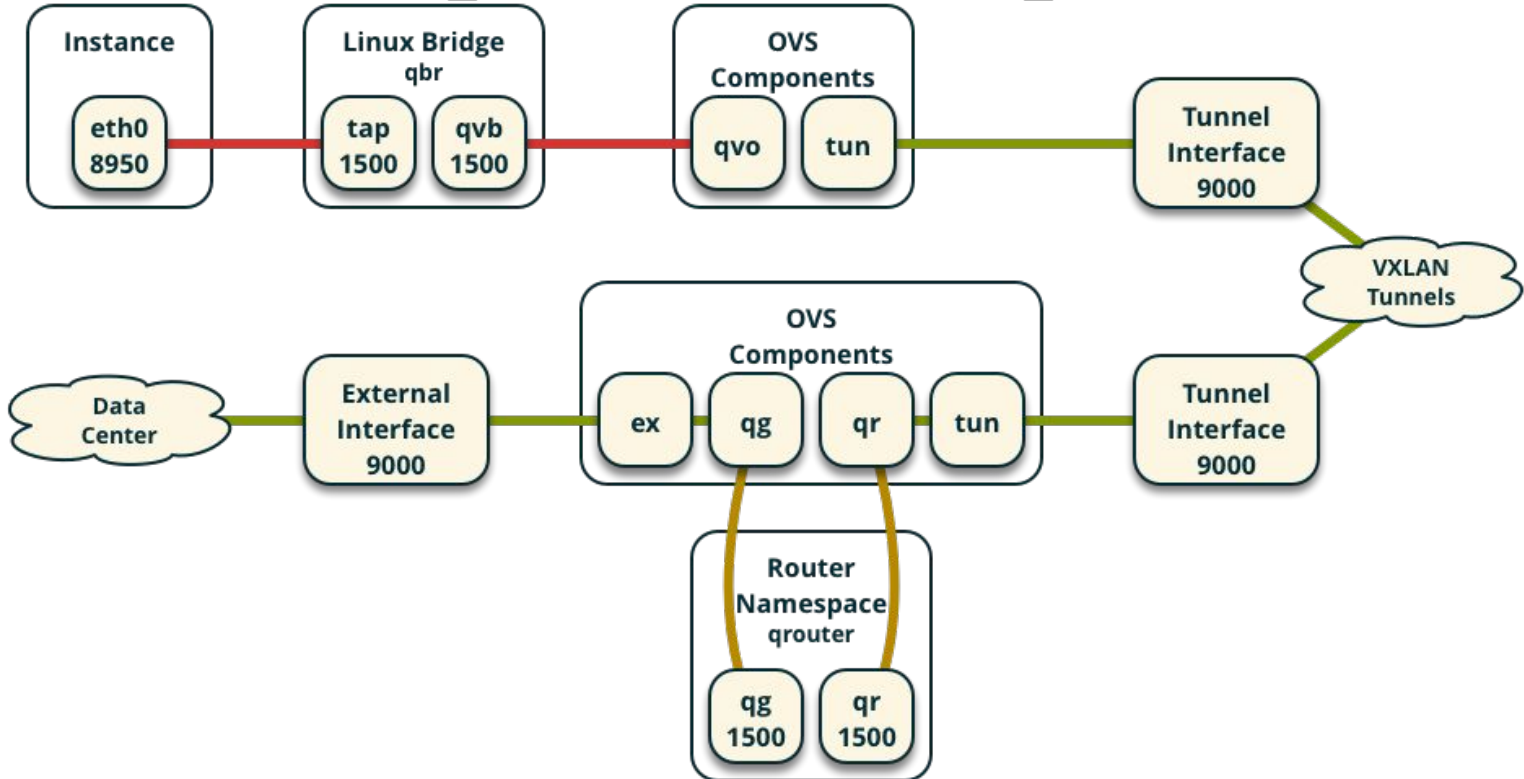 Instance
eth0
8950
Linux Bridge
qbr
tap
1500
qvb
1500
OVS
Components
qvo
tun
Tunnel
Interface
9000
VXLAN
Tunnels
Data
Center
External
Interface
9000
OVS
Components
ex
qg
qr
tun
Tunnel
Interface
9000
Router
Namespace
qrouter
qg
1500
qr
1500